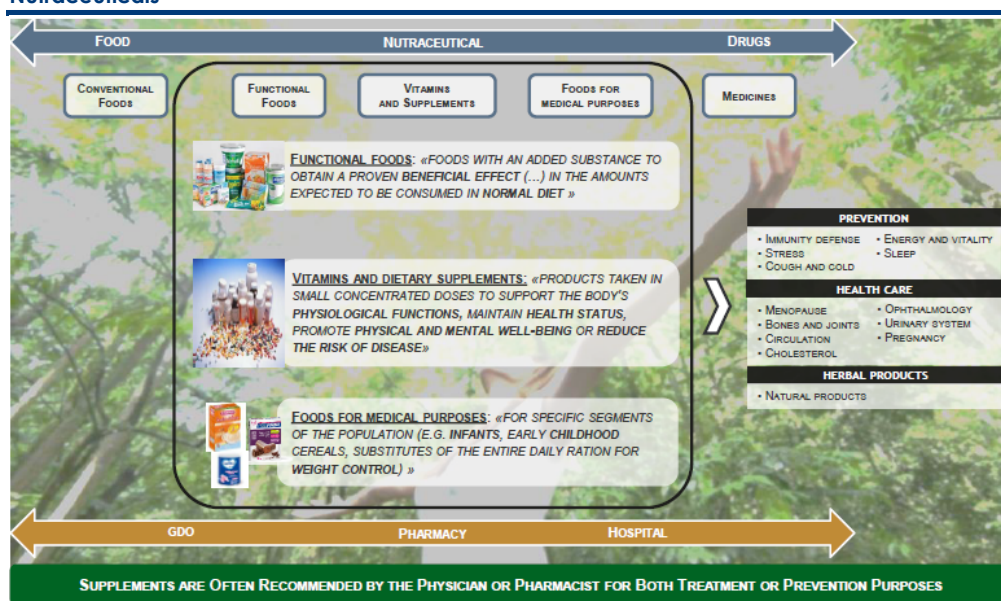 Nutraceuticals
FOOD
NUTRACEUTICAL
DRUGS
CONVENTIONAL
FOODS
FUNCTIONAL
FOODS
VITAMINS
AND SUPPLEMENTS
FOODS FOR
MEDICAL PURPOSES
MEDICINES
FUNCTIONAL FOODS: «FOODS WITH AN ADDED SUBSTANCE TO
OBTAIN A PROVEN BENEFICIAL EFFECT (...) IN THE AMOUNTS
EXPECTED TO BE CONSUMED IN NORMAL DIET »
VITAMINS AND DIETARY SUPPLEMENTS: «PRODUCTS TAKEN IN
SMALL CONCENTRATED DOSES TO SUPPORT THE BODY'S
PHYSIOLOGICAL FUNCTIONS, MAINTAIN HEALTH STATUS,
PROMOTE PHYSICAL AND MENTAL WELL-BEING OR REDUCE
THE RISK OF DISEASE»
FOODS FOR MEDICAL PURPOSES: «FOR SPECIFIC SEGMENTS
OF THE POPULATION (E.G. INFANTS, EARLY CHILDHOOD
CEREALS, SUBSTITUTES OF THE ENTIRE DAILY RATION FOR
WEIGHT CONTROL) »
PREVENTION
• IMMUNITY DEFENSE
• STRESS
• COUGH AND COLD
• ENERGY AND VITALITY
• SLEEP
HEALTH CARE
• MENOPAUSE
• BONES AND JOINTS
• CIRCULATION
• CHOLESTEROL
• OPHTHALMOLOGY
• URINARY SYSTEM
• PREGNANCY
HERBAL PRODUCTS
• NATURAL PRODUCTS
GDO
PHARMACY
HOSPITAL
SUPPLEMENTS ARE OFTEN RECOMMENDED BY THE PHYSICIAN OR PHARMACIST FOR BOTH TREATMENT OR PREVENTION PURPOSES